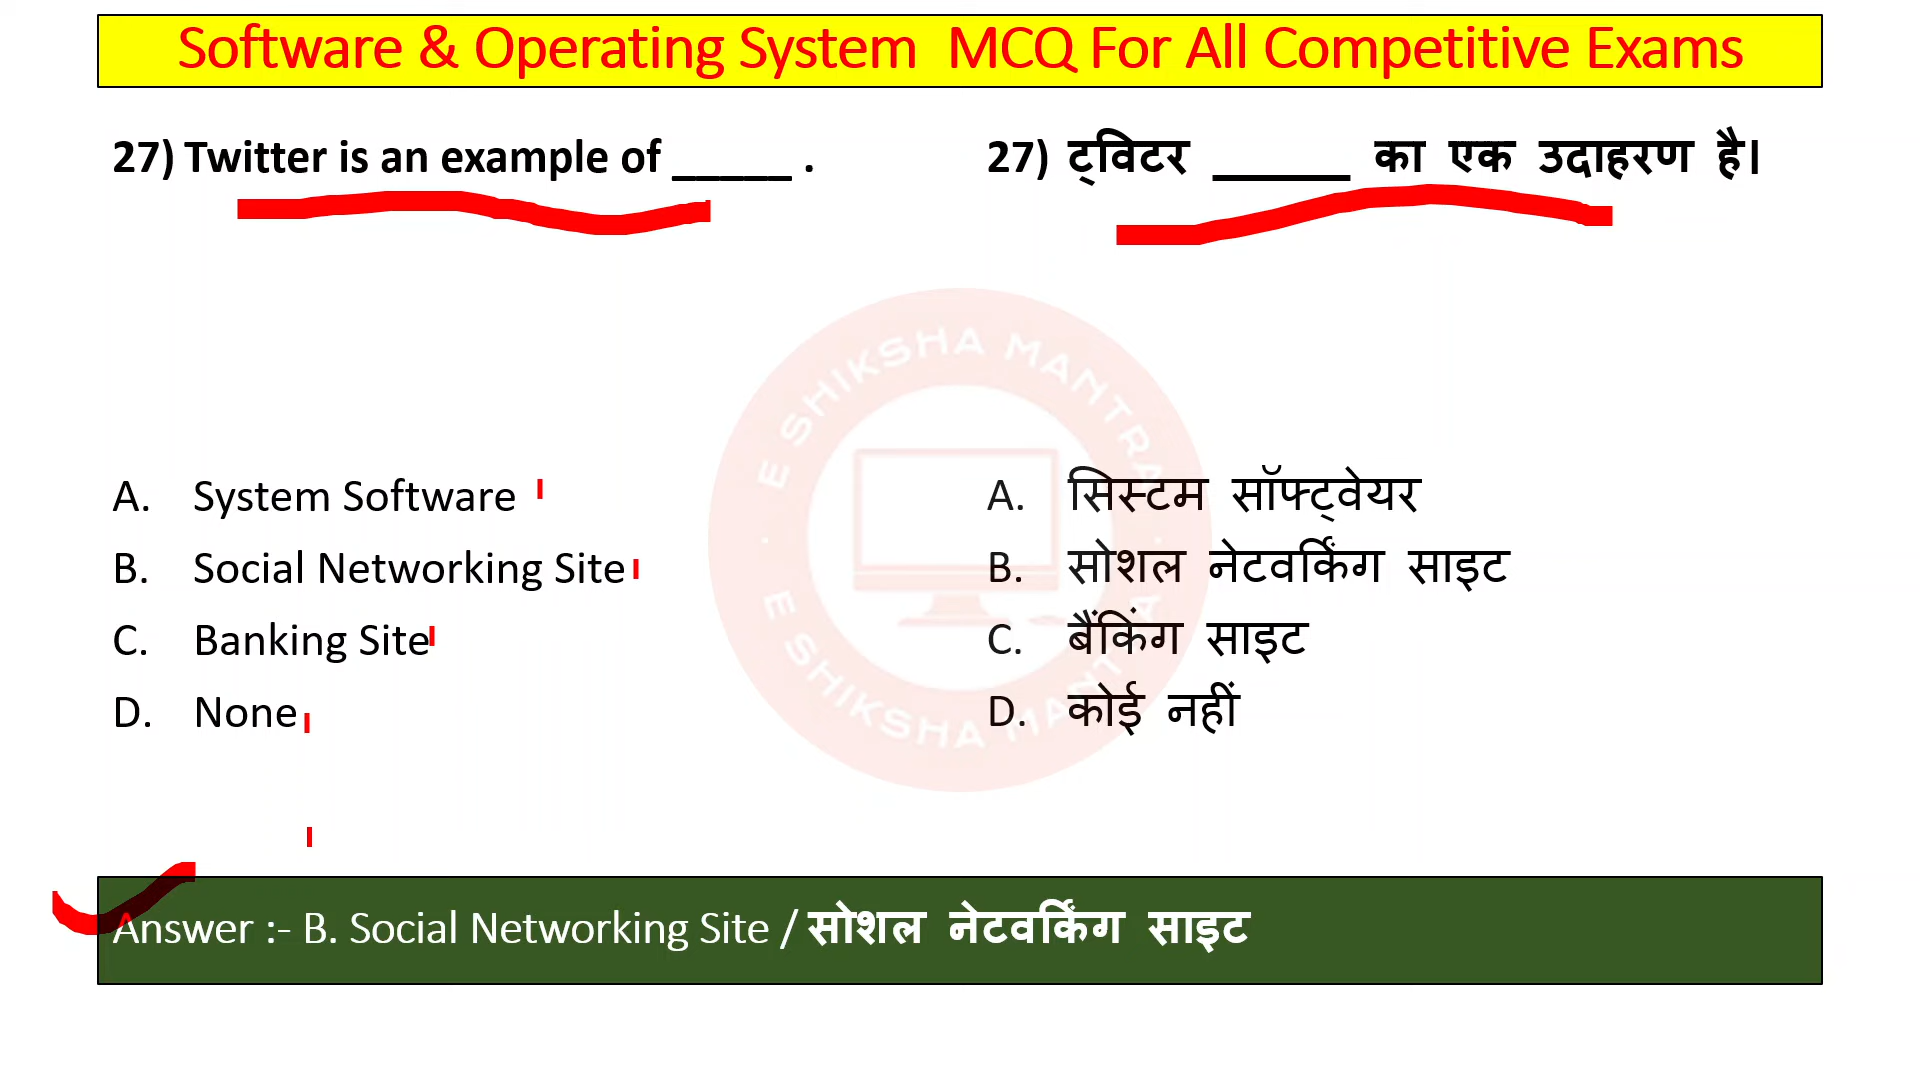 Software & Operating System MCQ For All Competitive Exams
27) Twitter is an example of _____ .
A. System Software
B. Social Networking Site
C. Banking Site
D. None
27) ट्विटर ______ का एक उदाहरण है।
A. सिस्टम सॉफ्ट्वेयर
B. सोशल नेटवर्किंग साइट
C. बैंकिंग साइट
D. कोई नहीं
E SHIKSHA MANTRA
E SHIKSHA MANTRA
Answer :- B. Social Networking Site / सोशल नेटवर्किंग साइट